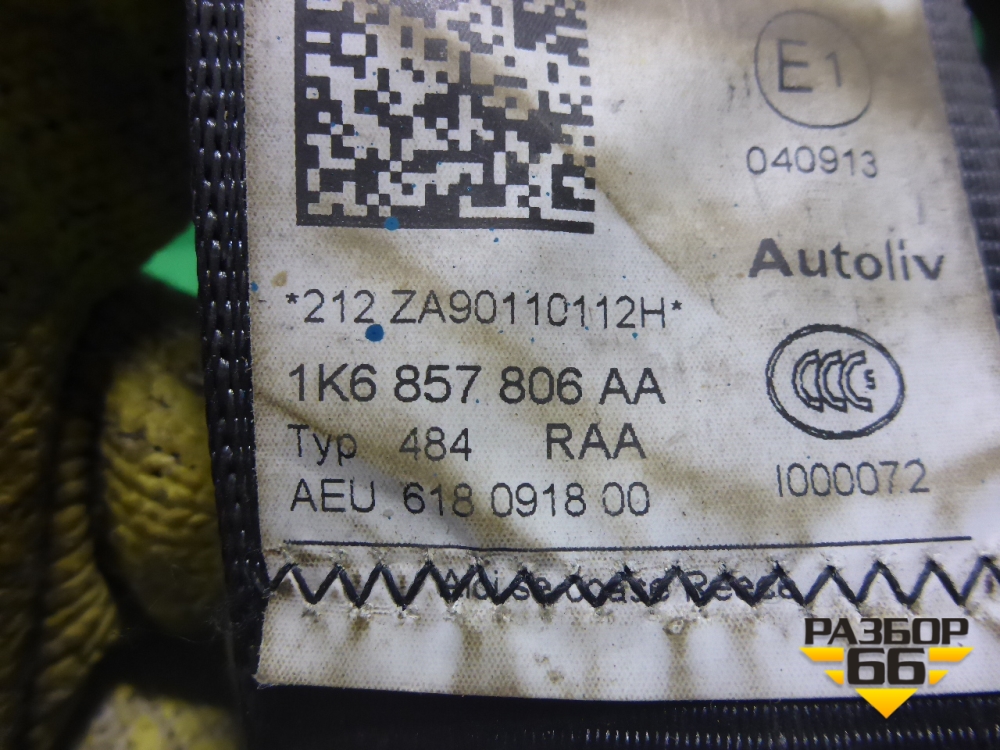 E1
040913
Autoliv
*212 ZA90110112H*
1K6 857 806 AA
CCC S
Typ 484 RAA
I000072
AEU 618 0918 00
РАЗБОР
66